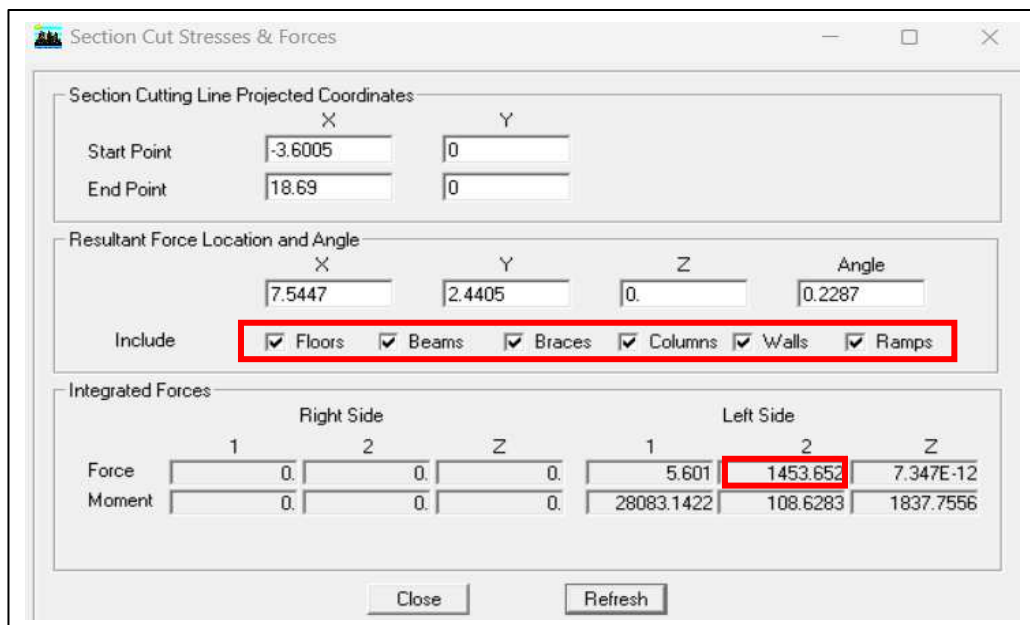 Section Cut Stresses & Forces
Section Cutting Line Projected Coordinates
X Y
Start Point -3.6005 0
End Point 18.69 0
Resultant Force Location and Angle
X Y Z Angle
7.5447 2.4405 0. 0.2287
Include Floors Beams Braces Columns Walls Ramps
Integrated Forces
Right Side Left Side
1 2 Z 1 2 Z
Force 0. 0. 0. 5.601 1453.652 7.347E-12
Moment 0. 0. 0. 28083.1422 108.6283 1837.7556
Close Refresh